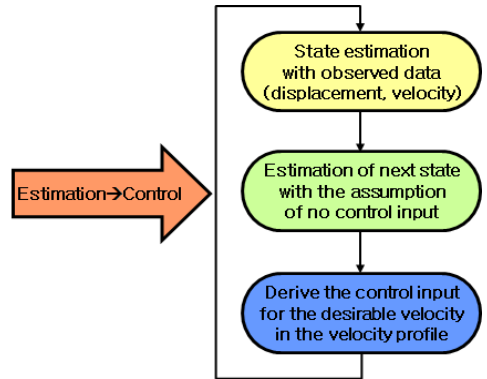 State estimation
with observed data
(displacement, velocity)
Estimation→Control
Estimation of next state
with the assumption
of no control input
Derive the control input
for the desirable velocity
in the velocity profile